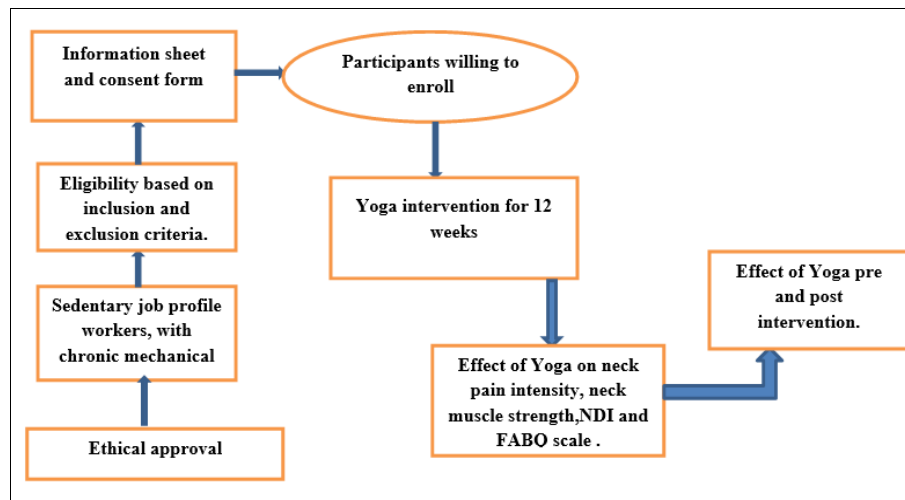 Information sheet
and consent form
Participants willing to
enroll
Eligibility based on
inclusion and
exclusion criteria.
Yoga intervention for 12
weeks
Sedentary job profile
workers, with
chronic mechanical
Effect of Yoga pre
and post
intervention.
Effect of Yoga on neck
pain intensity, neck
muscle strength,NDI and
FABQ scale .
Ethical approval